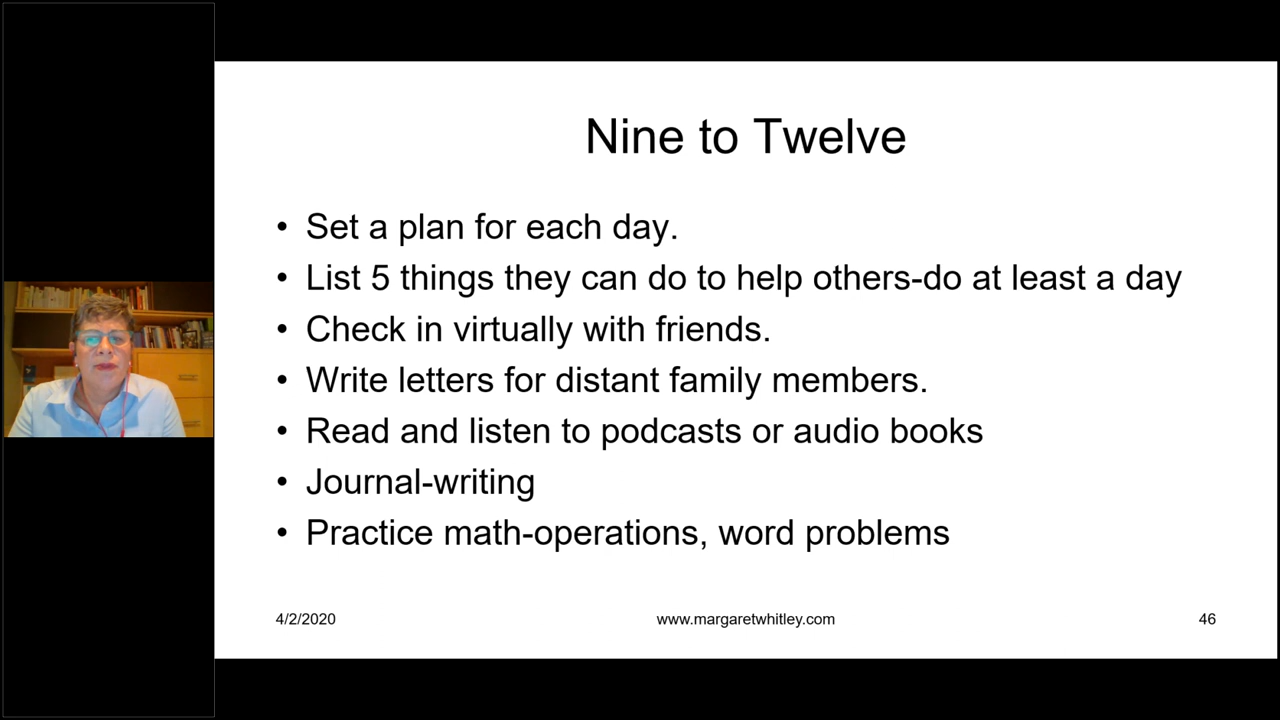 Nine to Twelve
• Set a plan for each day.
• List 5 things they can do to help others-do at least a day
• Check in virtually with friends.
• Write letters for distant family members.
• Read and listen to podcasts or audio books
• Journal-writing
• Practice math-operations, word problems
4/2/2020
www.margaretwhitley.com
46